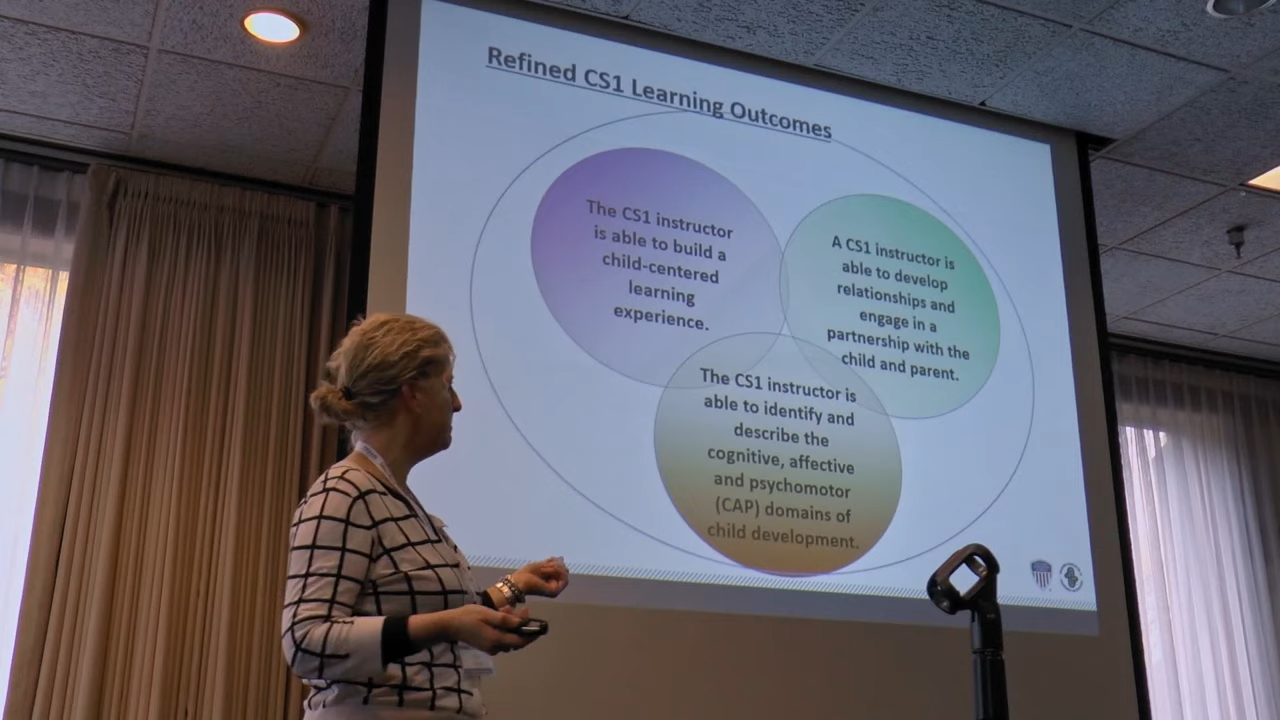 Refined CS1 Learning Outcomes
The CS1 instructor
is able to build a
child-centered
learning
experience.
A CS1 instructor is
able to develop
relationships and
engage in a
partnership with the
child and parent.
The CS1 instructor is
able to identify and
describe the
cognitive, affective
and psychomotor
(CAP) domains of
child development.